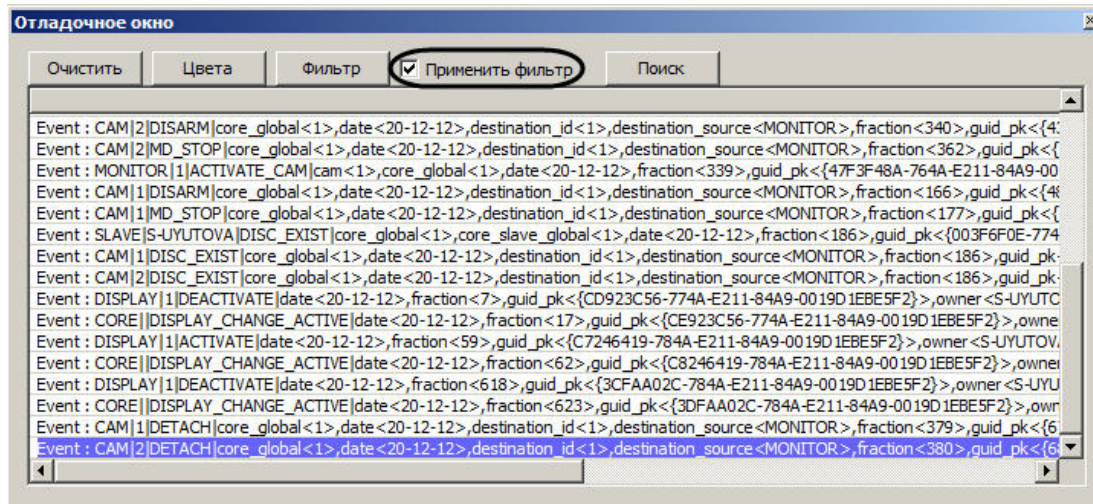 Отладочное окно
Очистить Цвета Фильтр Применить фильтр Поиск
Event : CAM|2|DISARM|core_global<1>,date<20-12-12>,destination_id<1>,destination_source<MONITOR>,fraction<340>,guid_pk<{4
Event : CAM|2|MD_STOP|core_global<1>,date<20-12-12>,destination_id<1>,destination_source<MONITOR>,fraction<362>,guid_pk<{
Event : MONITOR|1|ACTIVATE_CAM|cam<1>,core_global<1>,date<20-12-12>,fraction<339>,guid_pk<{47F3F48A-764A-E211-84A9-00
Event : CAM|1|DISARM|core_global<1>,date<20-12-12>,destination_id<1>,destination_source<MONITOR>,fraction<166>,guid_pk<{4
Event : CAM|1|MD_STOP|core_global<1>,date<20-12-12>,destination_id<1>,destination_source<MONITOR>,fraction<177>,guid_pk<{
Event : SLAVE|S-UYUTOVA|DISC_EXIST|core_global<1>,core_slave_global<1>,date<20-12-12>,fraction<186>,guid_pk<{003F6F0E-774
Event : CAM|1|DISC_EXIST|core_global<1>,date<20-12-12>,destination_id<1>,destination_source<MONITOR>,fraction<186>,guid_pk
Event : CAM|2|DISC_EXIST|core_global<1>,date<20-12-12>,destination_id<1>,destination_source<MONITOR>,fraction<186>,guid_pk
Event : DISPLAY|1|DEACTIVATE|date<20-12-12>,fraction<7>,guid_pk<{CD923C56-774A-E211-84A9-0019D1EBE5F2}>,owner<S-UYUTO
Event : CORE||DISPLAY_CHANGE_ACTIVE|date<20-12-12>,fraction<17>,guid_pk<{CE923C56-774A-E211-84A9-0019D1EBE5F2}>,owne
Event : DISPLAY|1|ACTIVATE|date<20-12-12>,fraction<59>,guid_pk<{C7246419-784A-E211-84A9-0019D1EBE5F2}>,owner<S-UYUTOV
Event : CORE||DISPLAY_CHANGE_ACTIVE|date<20-12-12>,fraction<62>,guid_pk<{C8246419-784A-E211-84A9-0019D1EBE5F2}>,owner
Event : DISPLAY|1|DEACTIVATE|date<20-12-12>,fraction<618>,guid_pk<{3CFAA02C-784A-E211-84A9-0019D1EBE5F2}>,owner<S-UYU
Event : CORE||DISPLAY_CHANGE_ACTIVE|date<20-12-12>,fraction<623>,guid_pk<{3DFAA02C-784A-E211-84A9-0019D1EBE5F2}>,own
Event : CAM|1|DETACH|core_global<1>,date<20-12-12>,destination_id<1>,destination_source<MONITOR>,fraction<379>,guid_pk<{6
Event : CAM|2|DETACH|core_global<1>,date<20-12-12>,destination_id<1>,destination_source<MONITOR>,fraction<380>,guid_pk<{6